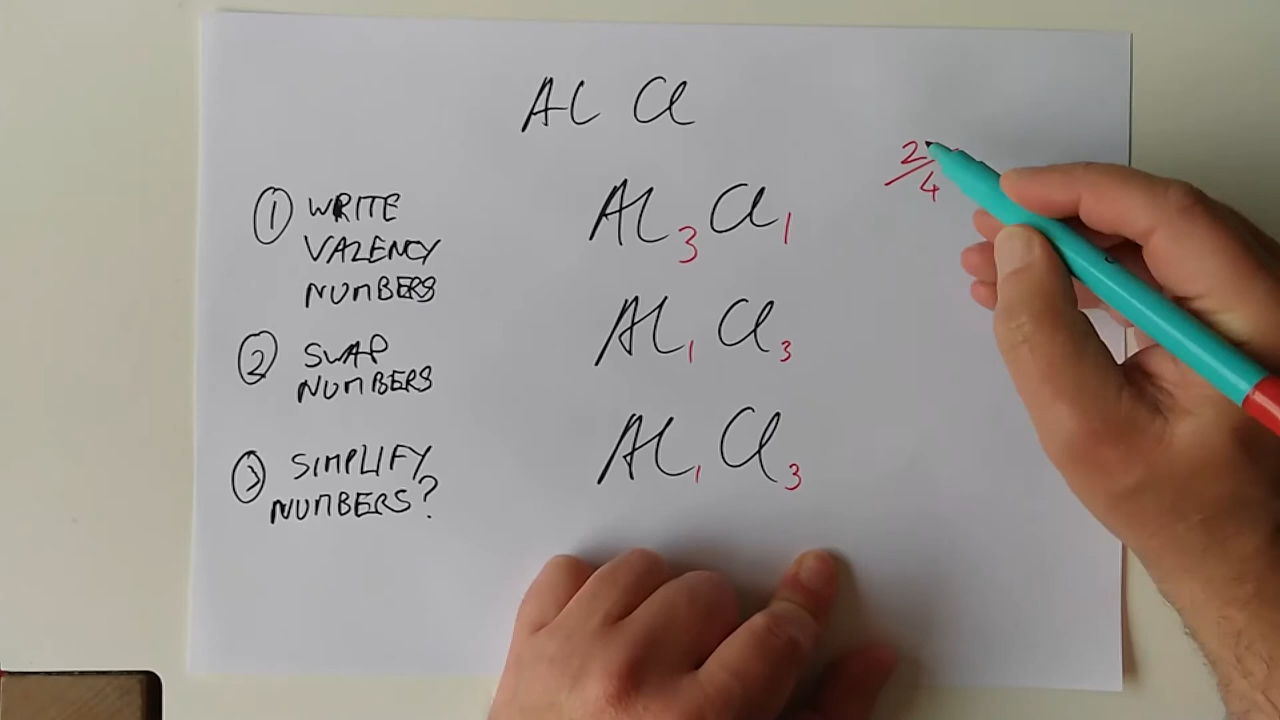 Al Cl
① WRITE
VALENCY
NUMBERS
Al₃ Cl₁
② SWAP
NUMBERS
Al₁ Cl₃
③ SIMPLIFY
NUMBERS?
Al₁ Cl₃
2/4